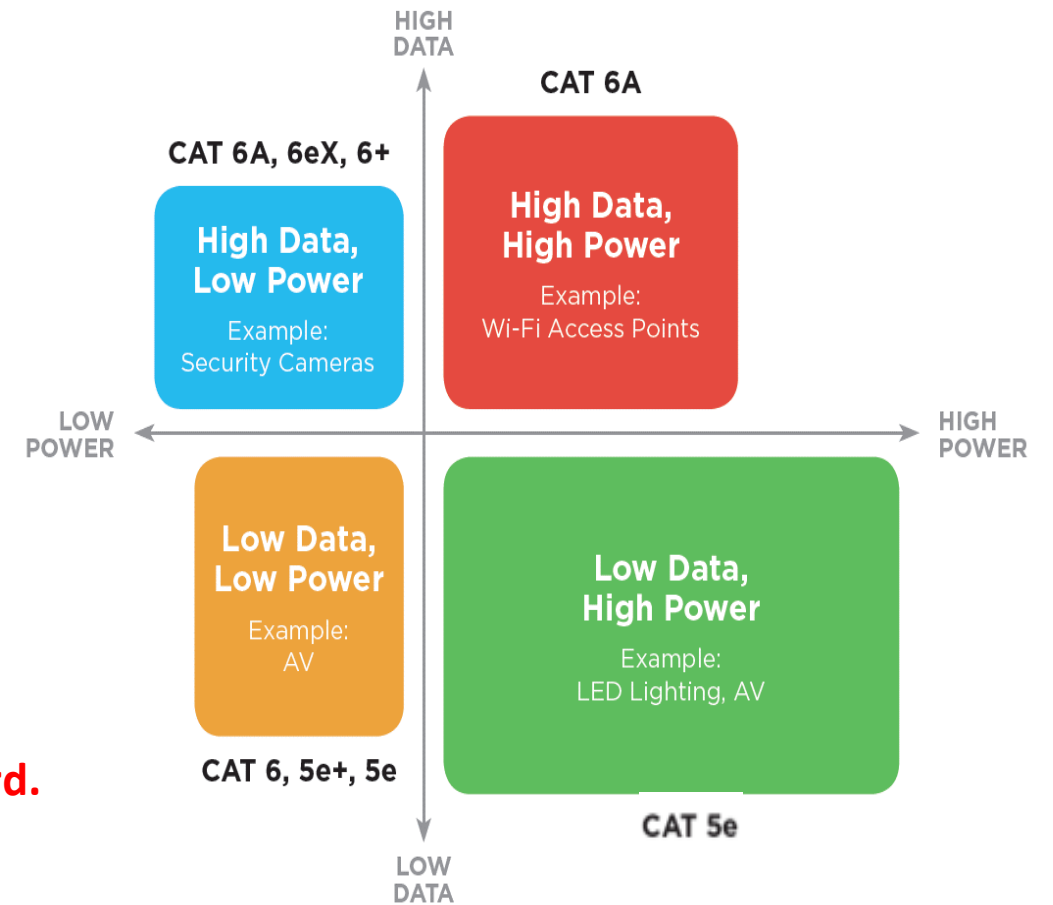 HIGH
DATA
CAT 6A
CAT 6A, 6eX, 6+
High Data,
High Power
Example:
Wi-Fi Access Points
High Data,
Low Power
Example:
Security Cameras
LOW
POWER
HIGH
POWER
Low Data,
Low Power
Example:
AV
Low Data,
High Power
Example:
LED Lighting, AV
CAT 6, 5e+, 5e
rd.
CAT 5e
LOW
DATA